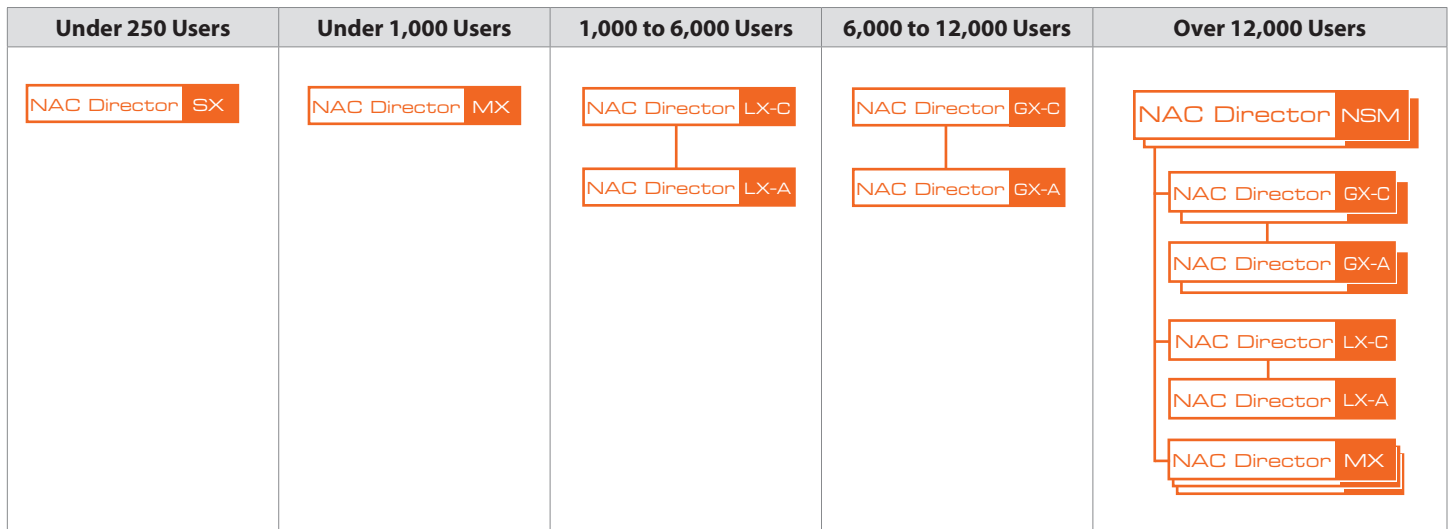 Under 250 Users
Under 1,000 Users
1,000 to 6,000 Users
6,000 to 12,000 Users
Over 12,000 Users
NAC Director SX
NAC Director MX
NAC Director LX-C
NAC Director LX-A
NAC Director GX-C
NAC Director GX-A
NAC Director NSM
NAC Director GX-C
NAC Director GX-A
NAC Director LX-C
NAC Director LX-A
NAC Director MX